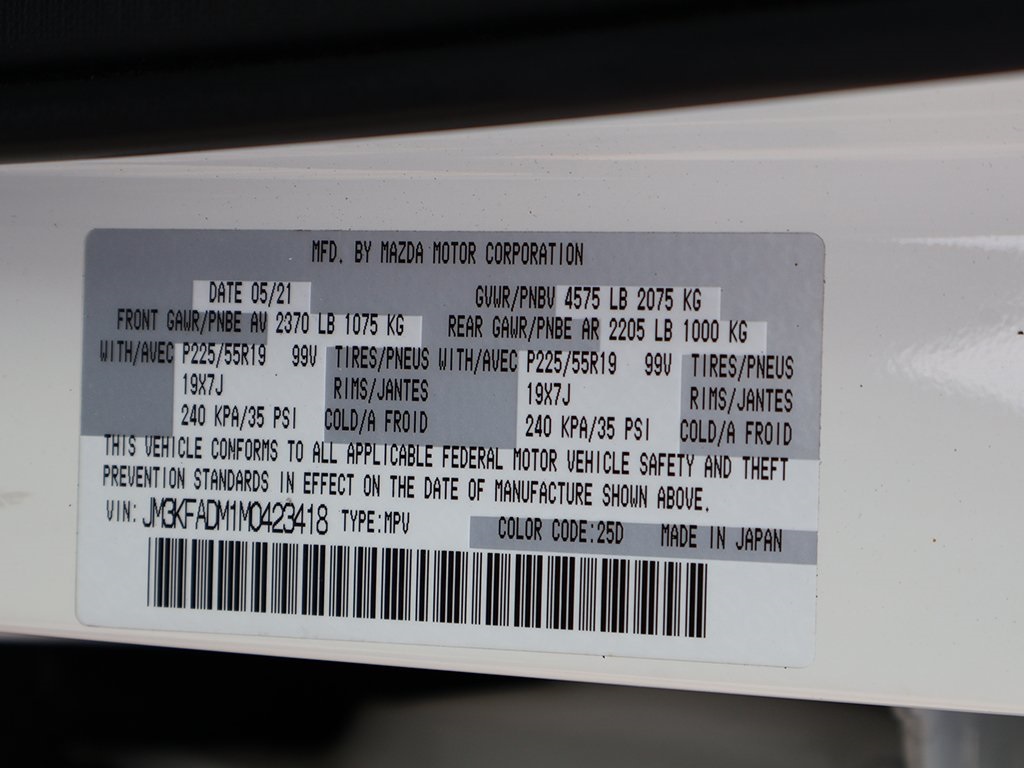 MFD. BY MAZDA MOTOR CORPORATION
DATE 05/21 GVWR/PNBV 4575 LB 2075 KG
FRONT GAWR/PNBE AV 2370 LB 1075 KG REAR GAWR/PNBE AR 2205 LB 1000 KG
WITH/AVEC P225/55R19 99V TIRES/PNEUS WITH/AVEC P225/55R19 99V TIRES/PNEUS
19X7J RIMS/JANTES 19X7J RIMS/JANTES
240 KPA/35 PSI COLD/A FROID 240 KPA/35 PSI COLD/A FROID
THIS VEHICLE CONFORMS TO ALL APPLICABLE FEDERAL MOTOR VEHICLE SAFETY AND THEFT
PREVENTION STANDARDS IN EFFECT ON THE DATE OF MANUFACTURE SHOWN ABOVE.
VIN: JM3KFADM1M0423418 TYPE:MPV COLOR CODE:25D MADE IN JAPAN